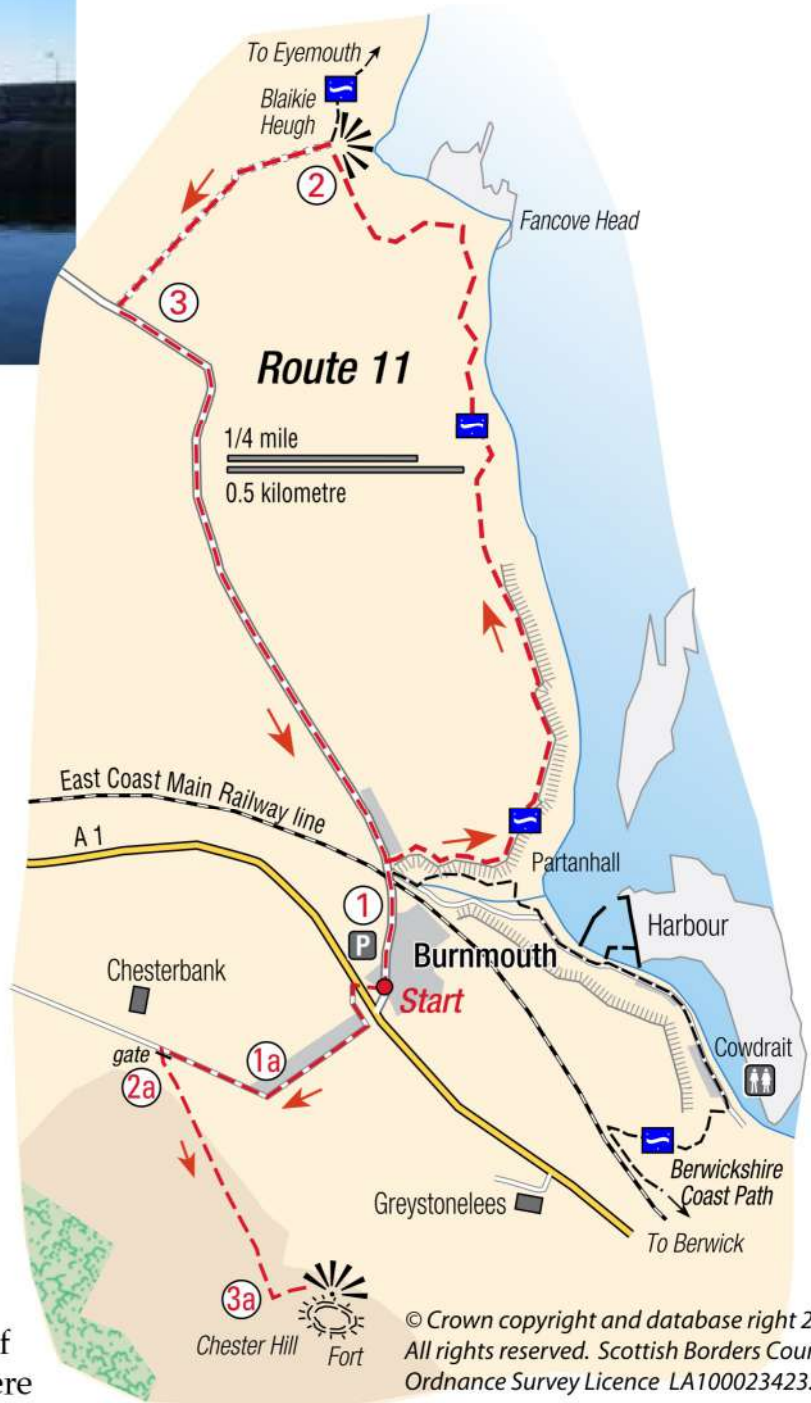 To Eyemouth
Blaikie
Heugh
2
Fancove Head
3
Route 11
1/4 mile
0.5 kilometre
East Coast Main Railway line
A 1
Partanhall
1
P
Harbour
Burnmouth
Chesterbank
Start
gate
1a
2a
Cowdrait
Berwickshire
Coast Path
Greystonelees
To Berwick
3a
Chester Hill
Fort
© Crown copyright and database right 2
All rights reserved. Scottish Borders Coun
Ordnance Survey Licence LA100023423
of
ere